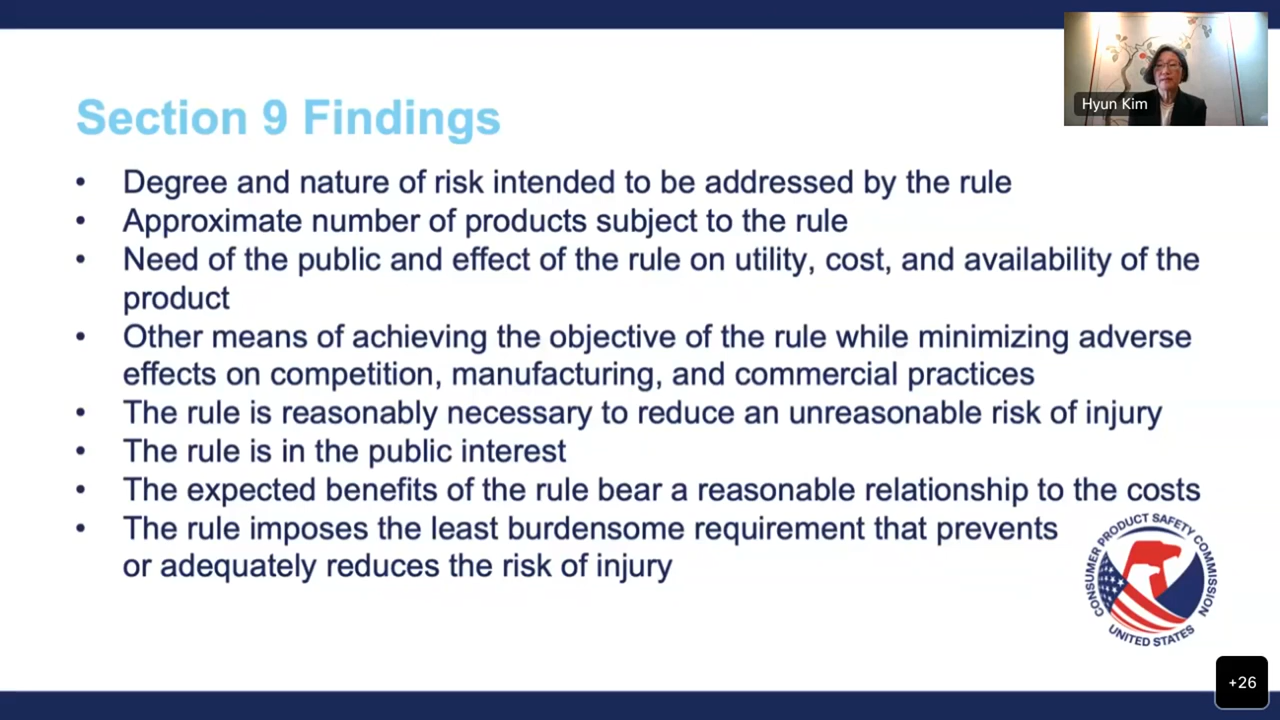 Section 9 Findings
• Degree and nature of risk intended to be addressed by the rule
• Approximate number of products subject to the rule
• Need of the public and effect of the rule on utility, cost, and availability of the
product
• Other means of achieving the objective of the rule while minimizing adverse
effects on competition, manufacturing, and commercial practices
• The rule is reasonably necessary to reduce an unreasonable risk of injury
• The rule is in the public interest
• The expected benefits of the rule bear a reasonable relationship to the costs
• The rule imposes the least burdensome requirement that prevents
or adequately reduces the risk of injury
Hyun Kim
CONSUMER PRODUCT SAFETY COMMISSION
UNITED STATES
+26